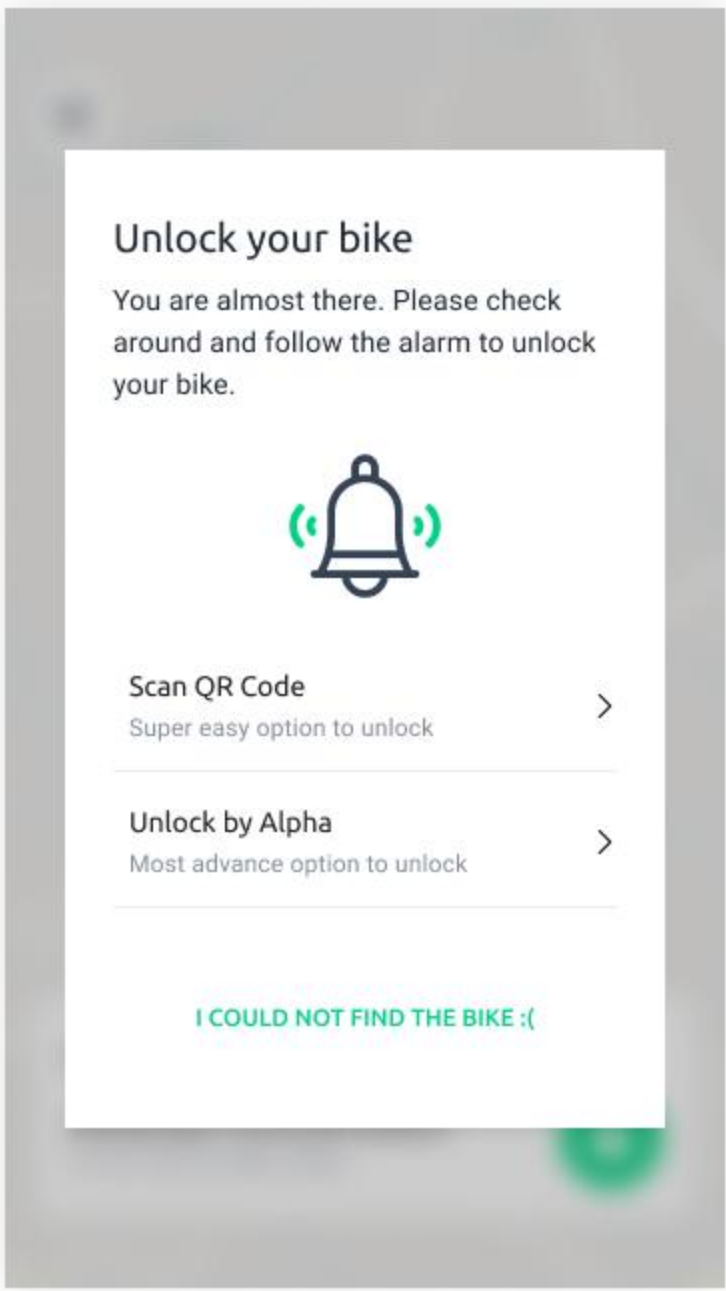 Unlock your bike
You are almost there. Please check
around and follow the alarm to unlock
your bike.
Scan QR Code
Super easy option to unlock
Unlock by Alpha
Most advance option to unlock
I COULD NOT FIND THE BIKE :(